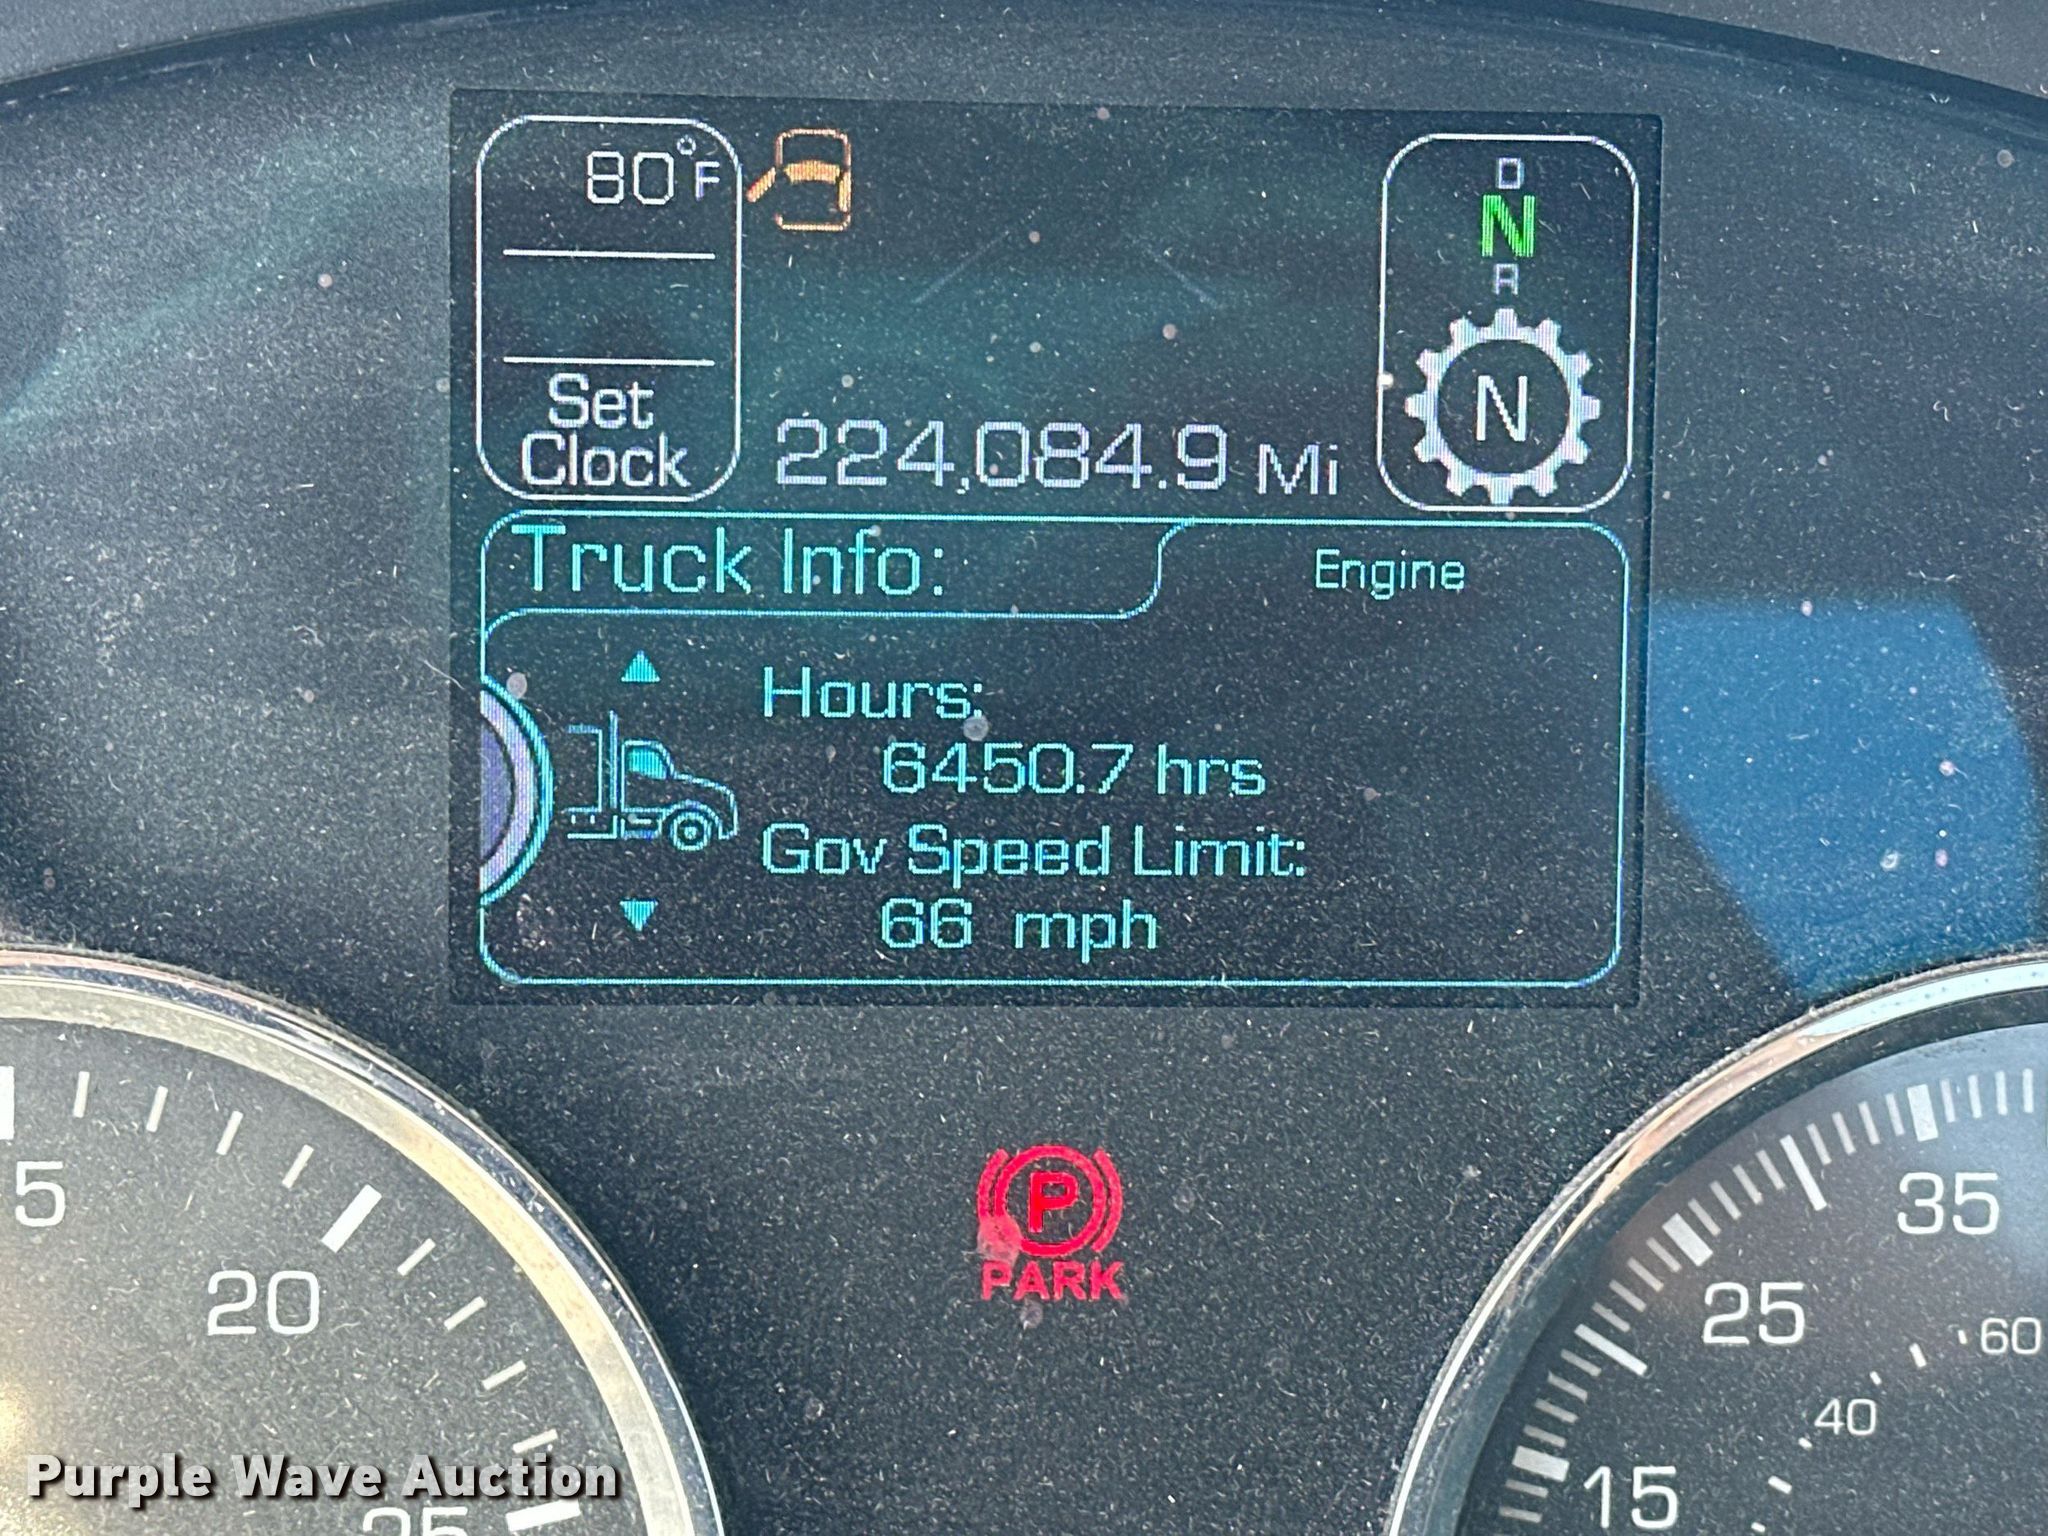 80°F
Set
Clock
224,084.9 Mi
D
N
R
N
Truck Info:
Engine
Hours:
6450.7 hrs
Gov Speed Limit:
66 mph
P
PARK
5
20
25
35
25
15
60
40
Purple Wave Auction